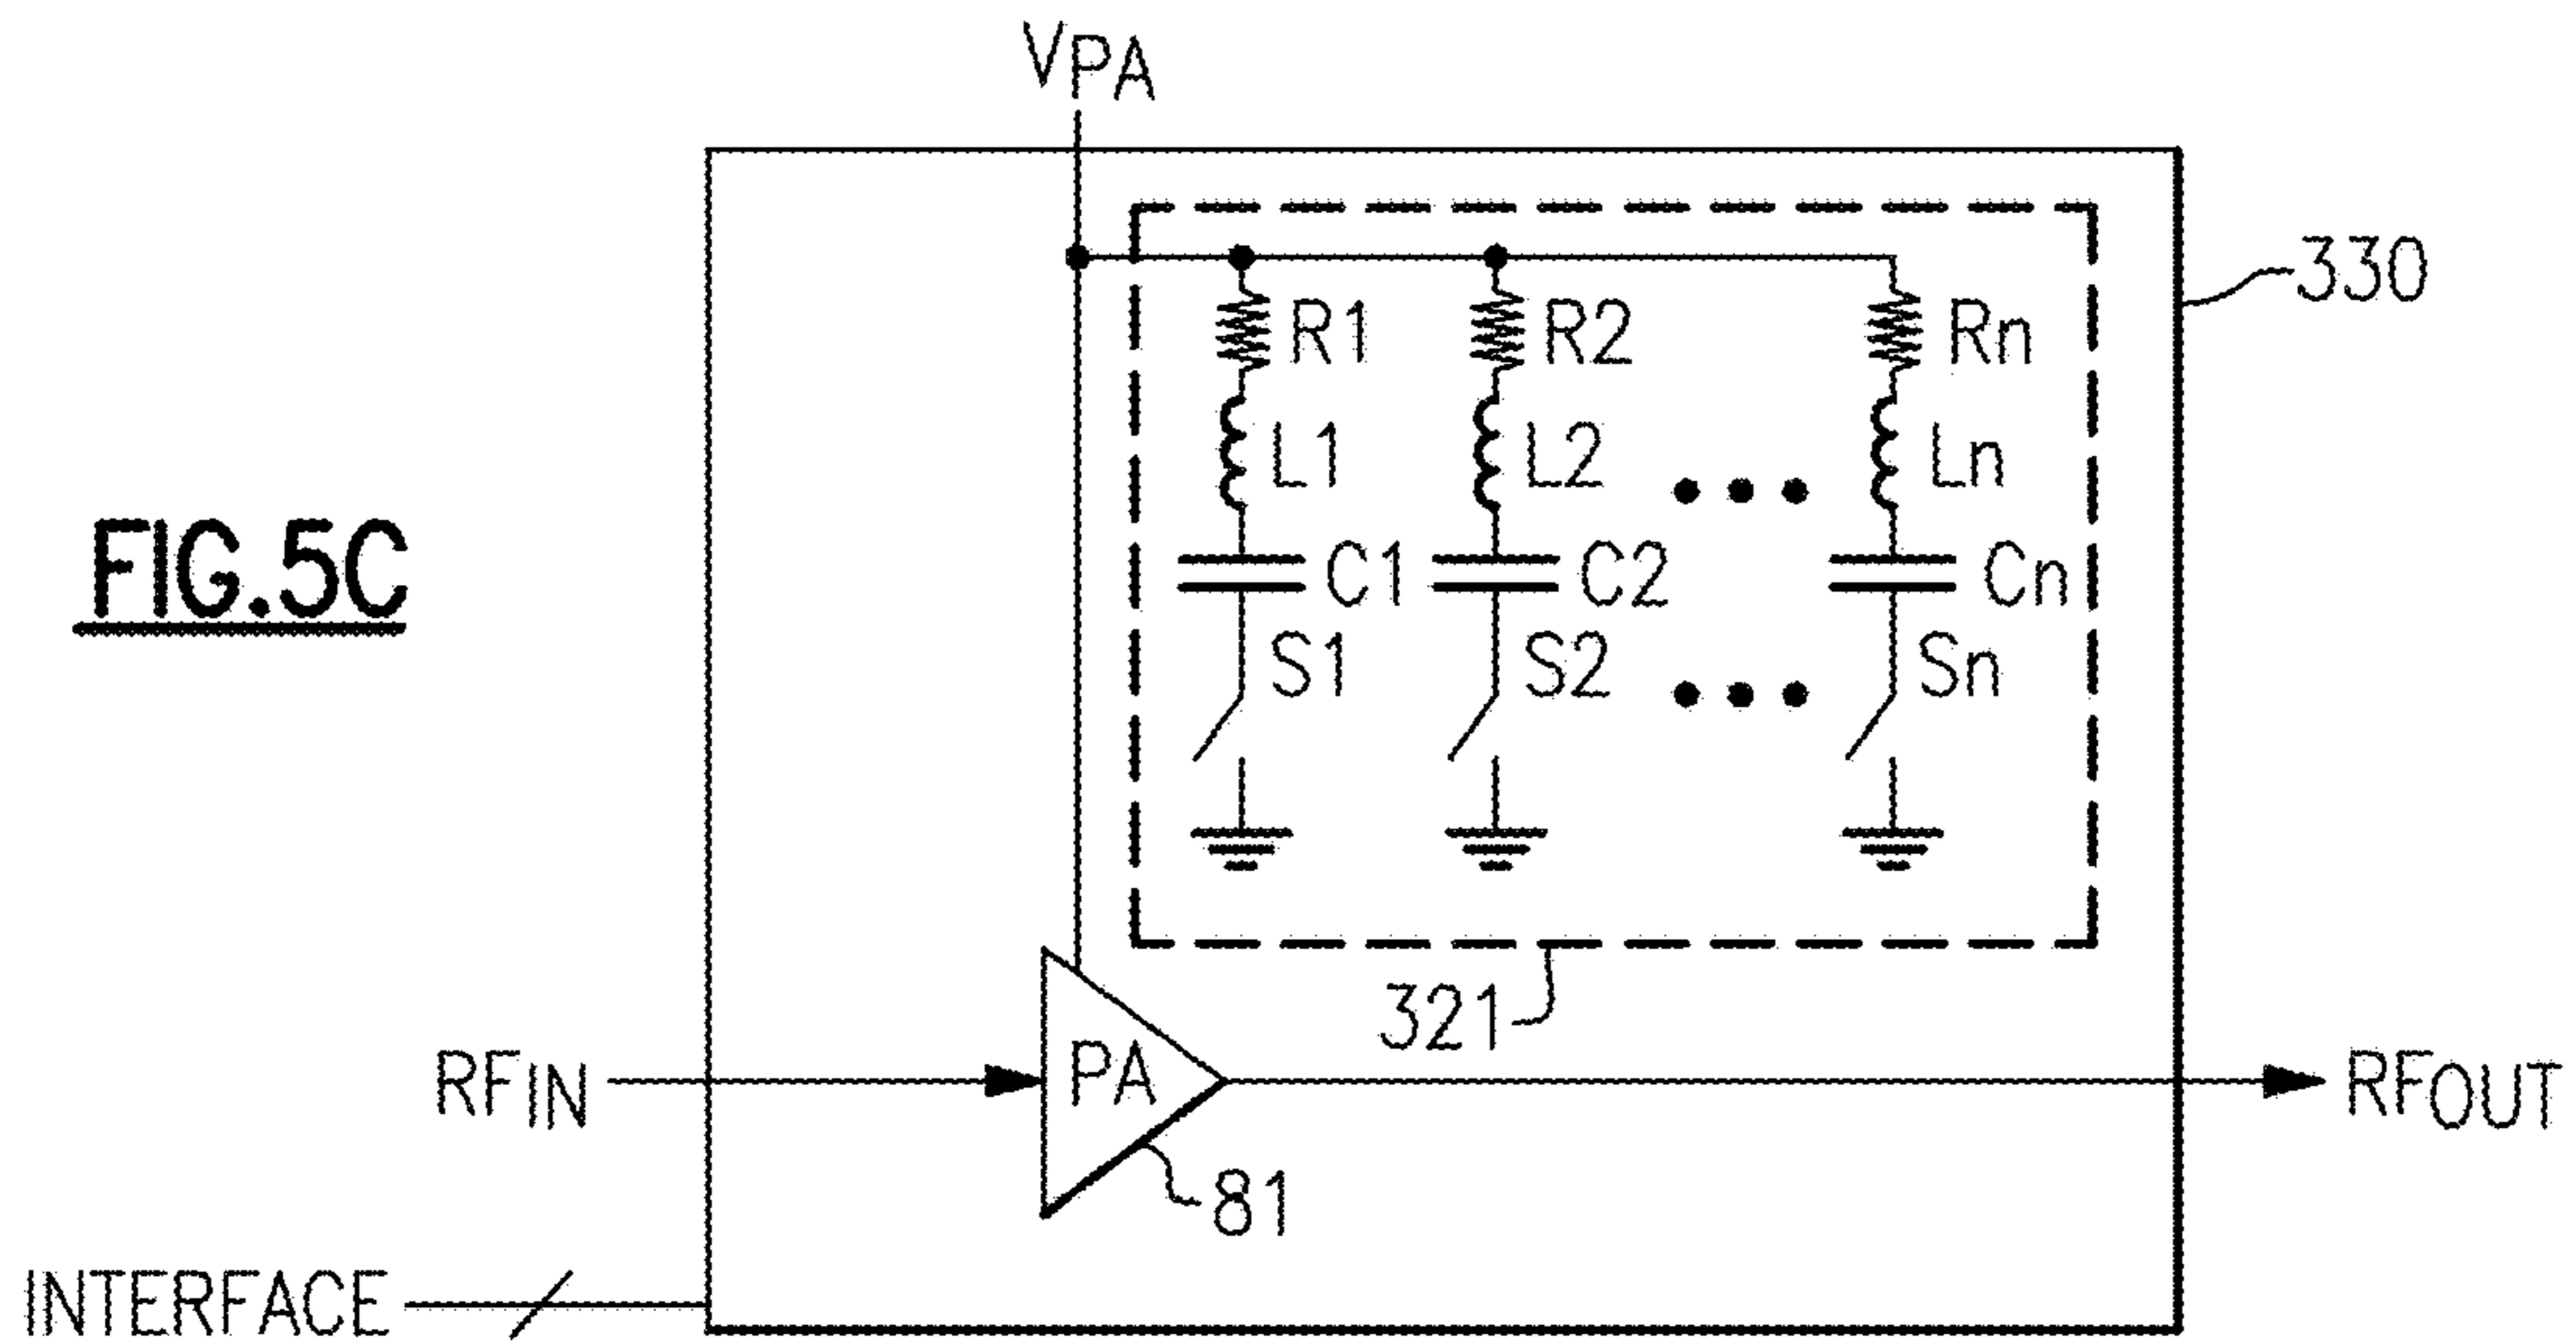 VPA
330
R1 R2 Rn
L1 L2 Ln
FIG.5C
C1 C2 Cn
S1 S2 Sn
321
RFIN PA RFOUT
81
INTERFACE